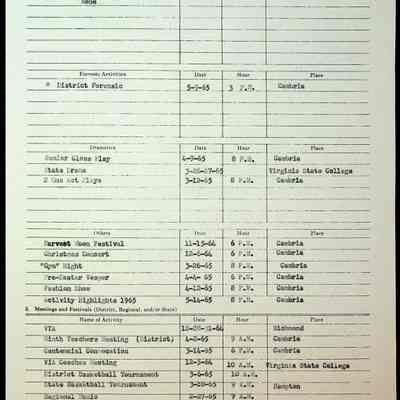 None
Forensic Activities Date Hour Place
* District Forensic 5-7-65 3 P.M. Cambria
Dramatics Date Hour Place
Senior Class Play 4-9-65 8 P.M. Cambria
State Drama 3-26-27-65 Virginia State College
2 One Act Plays 3-12-65 8 P.M. Cambria
Others Date Hour Place
Harvest Moon Festival 11-13-64 6 P.M. Cambria
Christmas Concert 12-6-64 6 P.M. Cambria
"Gym" Night 3-26-65 8 P.M. Cambria
Pre-Easter Vesper 4-4-65 6 P.M. Cambria
Fashion Show 4-12-65 8 P.M. Cambria
Activity Highlights 1965 5-14-65 8 P.M. Cambria
Meetings and Festivals (District, Regional, and/or State)
Name of Activity Date Hour Place
VTA Richmond
Ninth Teachers Meeting (District) 4-2-65 9 A.M. Cambria
Centennial Convocation 3-14-65 6 P.M. Cambria
VIA Coaches Meeting 12-3-64 10 A.M. Virginia State College
District Basketball Tournament 3-6-65 10 A.M.
State Basketball Tournament 9 A.M. Hampton
Regional Music 2-27-65 9 A.M.